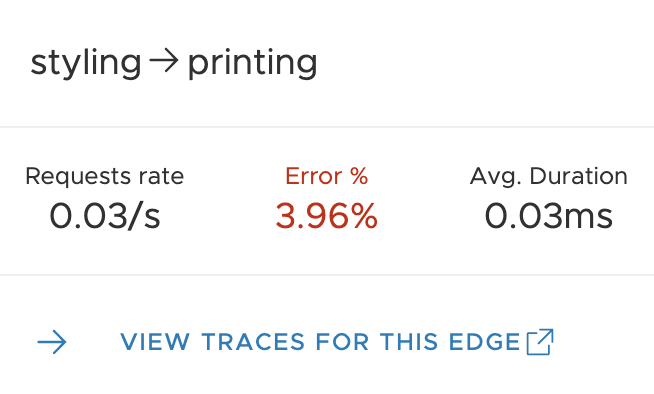 styling → printing
Requests rate Error % Avg. Duration
0.03/s 3.96% 0.03ms
→ VIEW TRACES FOR THIS EDGE